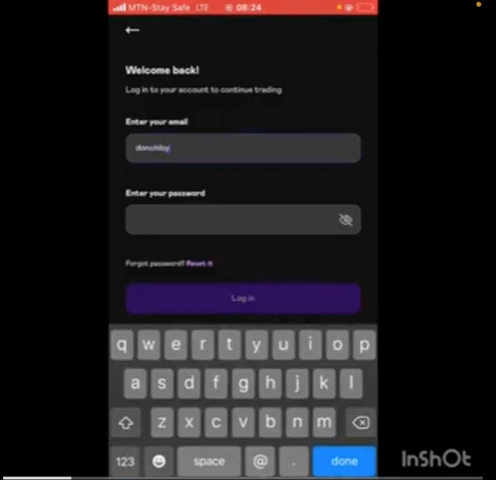 MTN-Stay Safe LTE 08:24
Welcome back!
Log in to your account to continue trading
Enter your email
donchiby
Enter your password
Forgot password? Reset it
Log in
q w e r t y u i o p
a s d f g h j k l
z x c v b n m
123 space @ . done
InShOt